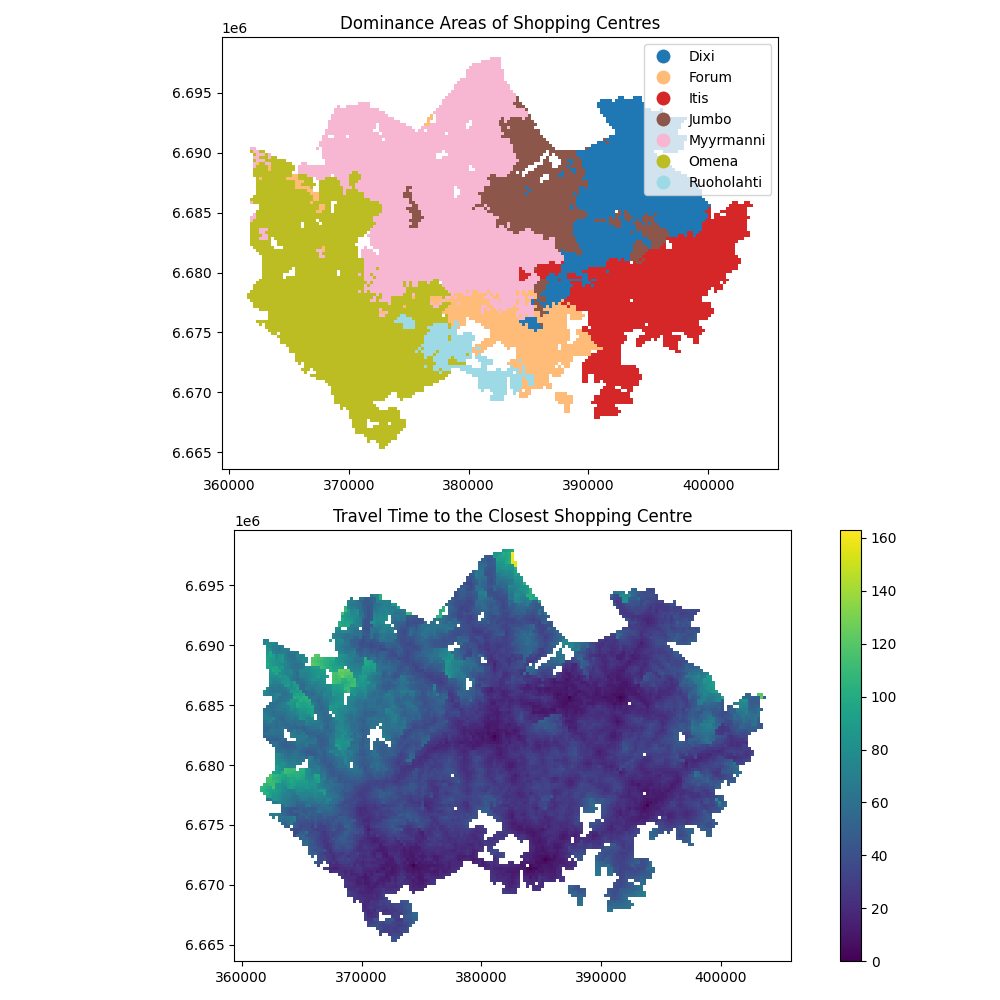 Dominance Areas of Shopping Centres
1e6
6.695
6.690
6.685
6.680
6.675
6.670
6.665
360000 370000 380000 390000 400000
Dixi
Forum
Itis
Jumbo
Myyrmanni
Omena
Ruoholahti
Travel Time to the Closest Shopping Centre
1e6
6.695
6.690
6.685
6.680
6.675
6.670
6.665
360000 370000 380000 390000 400000
160
140
120
100
80
60
40
20
0